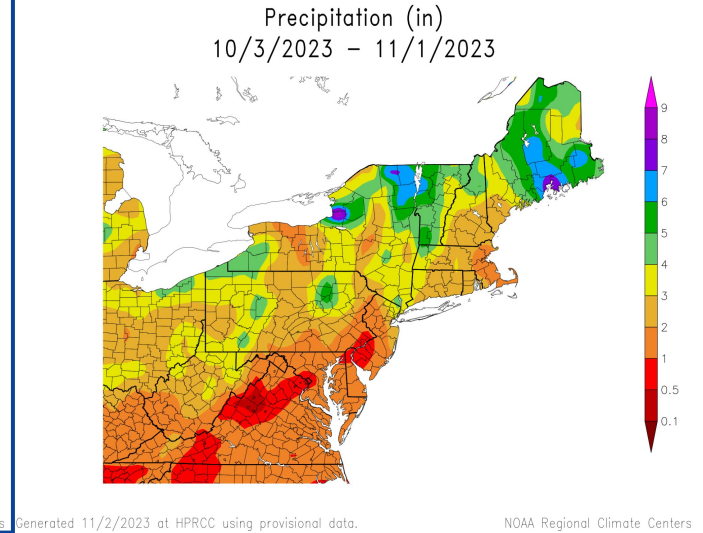 Precipitation (in)
10/3/2023 – 11/1/2023
9
8
7
6
5
4
3
2
1
0.5
0.1
s Generated 11/2/2023 at HPRCC using provisional data.
NOAA Regional Climate Centers